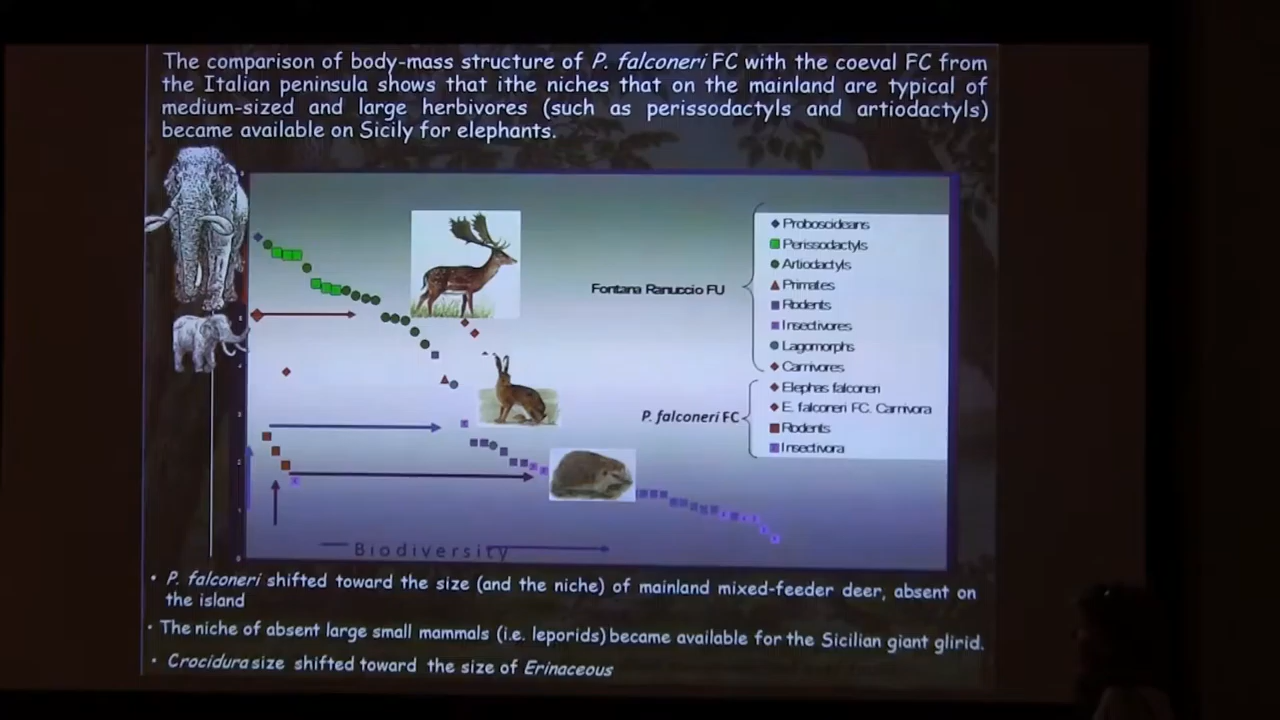 The comparison of body-mass structure of P. falconeri FC with the coeval FC from
the Italian peninsula shows that ithe niches that on the mainland are typical of
medium-sized and large herbivores (such as perissodactyls and artiodactyls)
became available on Sicily for elephants.
Proboscideans
Perissodactyls
Artiodactyls
Primates
Fontana Ranuccio FU
Rodents
Insectivores
Lagomorphs
Carnivores
Elephas falconeri
P. falconeri FC
E. falconeri FC. Carnivora
Rodents
Insectivora
Biodiversity
• P. falconeri shifted toward the size (and the niche) of mainland mixed-feeder deer, absent on
the island
• The niche of absent large small mammals (i.e. leporids) became available for the Sicilian giant glirid.
• Crocidura size shifted toward the size of Erinaceous